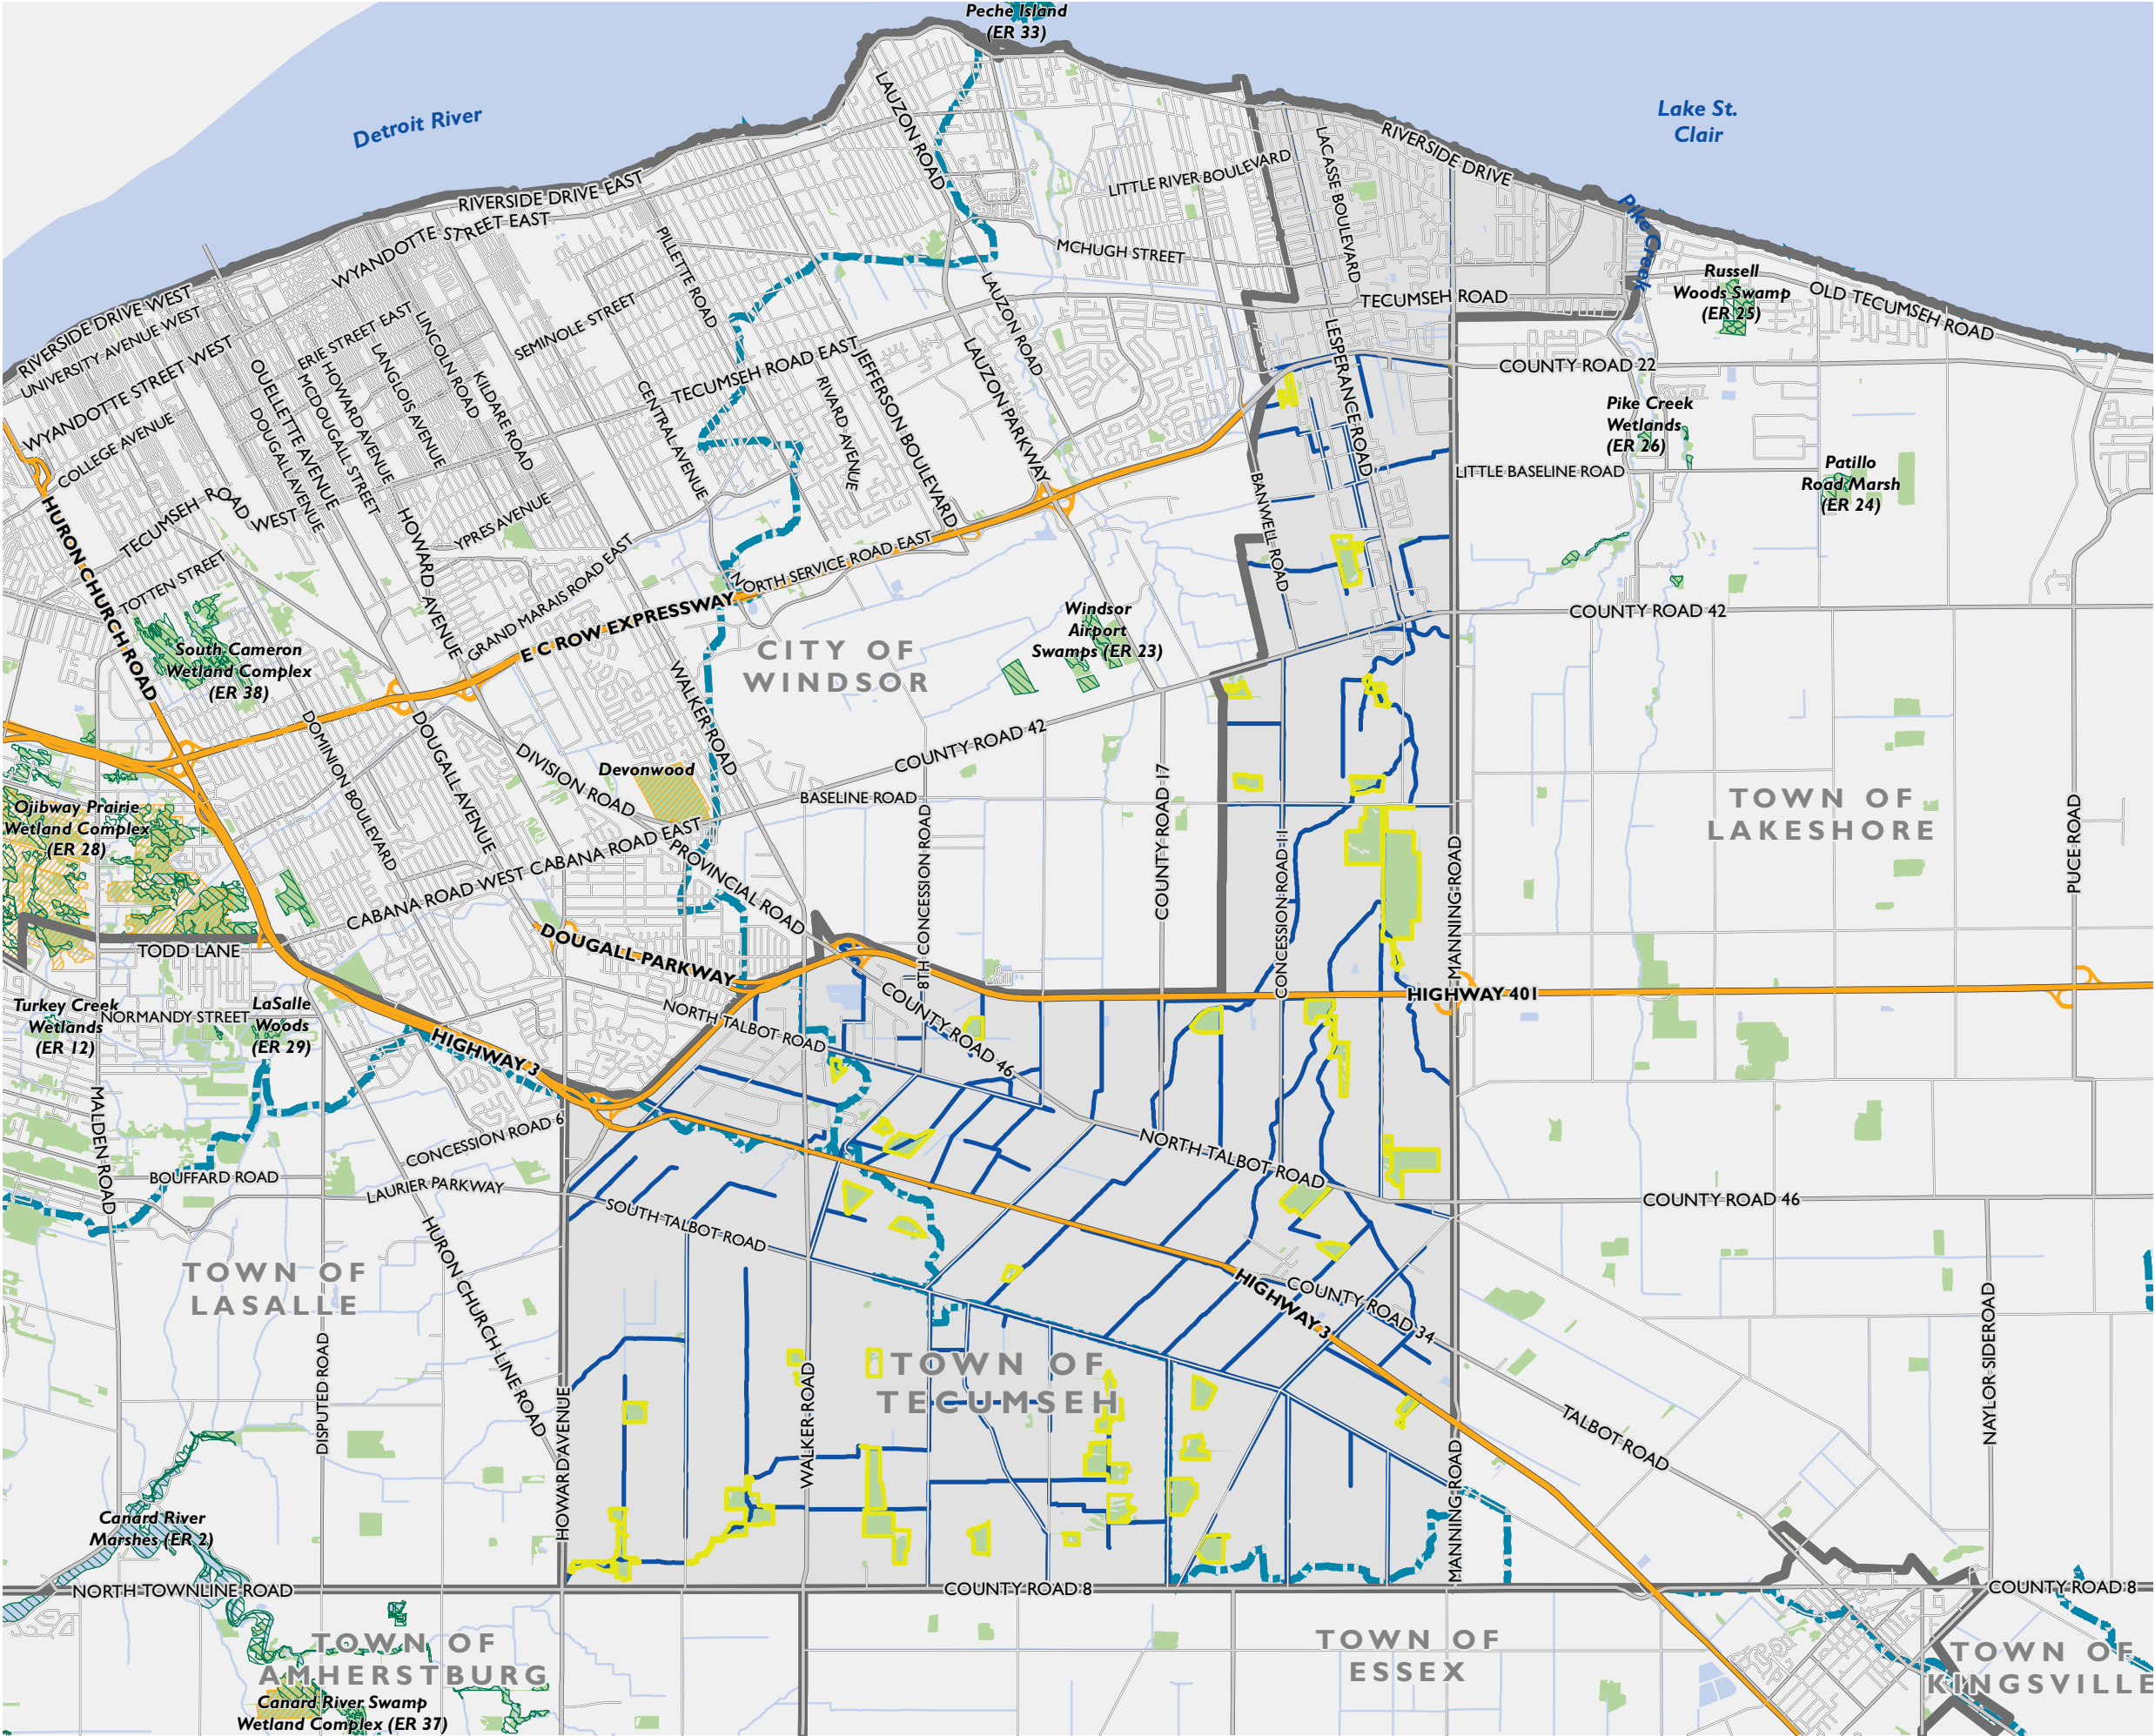 Peche Island
(ER 33)
Detroit River
Lake St.
Clair
LAUZON ROAD
LACASSE BOULEVARD
RIVERSIDE DRIVE
LITTLE RIVER BOULEVARD
RIVERSIDE DRIVE EAST
WYANDOTTE STREET EAST
Pike Creek
PILLETTE ROAD
MCHUGH STREET
Russell
Woods Swamp
(ER 25)
OLD TECUMSEH ROAD
TECUMSEH ROAD
LAUZON ROAD
RIVERSIDE DRIVE WEST
UNIVERSITY AVENUE WEST
WYANDOTTE STREET WEST
ERIE STREET EAST
LINCOLN ROAD
SEMINOLE STREET
LESPERANCE ROAD
LAUZON PARKWAY
JEFFERSON BOULEVARD
TECUMSEH ROAD EAST
COUNTY ROAD 22
OUELLETTE AVENUE
MCDOUGALL STREET
HOWARD AVENUE
LANGLOIS AVENUE
KILDARE ROAD
CENTRAL AVENUE
RIVARD AVENUE
DOUGALL AVENUE
COLLEGE AVENUE
Pike Creek
Wetlands
(ER 26)
LITTLE BASELINE ROAD
Patillo
Road Marsh
(ER 24)
BANWELL ROAD
HURON CHURCH ROAD
TECUMSEH ROAD WEST
HOWARD AVENUE
YPRES AVENUE
TOTTEN STREET
GRAND MARAIS ROAD EAST
NORTH SERVICE ROAD EAST
E C ROW EXPRESSWAY
Windsor
Airport
Swamps (ER 23)
COUNTY ROAD 42
South Cameron
Wetland Complex
(ER 38)
CITY OF
WINDSOR
WALKER ROAD
DOMINION BOULEVARD
DOUGALL AVENUE
DIVISION ROAD
Devonwood
COUNTY ROAD 42
BASELINE ROAD
COUNTY ROAD 17
TOWN OF
LAKESHORE
PUCE ROAD
Ojibway Prairie
Wetland Complex
(ER 28)
CABANA ROAD WEST
CABANA ROAD EAST
PROVINCIAL ROAD
8TH CONCESSION ROAD
CONCESSION ROAD 11
MANNING ROAD
TODD LANE
DOUGALL PARKWAY
HIGHWAY 401
Turkey Creek
Wetlands
(ER 12)
NORMANDY STREET
LaSalle
Woods
(ER 29)
NORTH TALBOT ROAD
COUNTY ROAD 46
HIGHWAY 3
MALDEN ROAD
CONCESSION ROAD 6
BOUFFARD ROAD
LAURIER PARKWAY
NORTH TALBOT ROAD
COUNTY ROAD 46
SOUTH TALBOT ROAD
HURON CHURCH LINE ROAD
TOWN OF
LASALLE
HIGHWAY 3
COUNTY ROAD 34
DISPUTED ROAD
TOWN OF
TECUMSEH
NAYLOR SIDEROAD
HOWARD AVENUE
WALKER ROAD
TALBOT ROAD
MANNING ROAD
Canard River
Marshes (ER 2)
NORTH TOWNLINE ROAD
COUNTY ROAD 8
COUNTY ROAD 8
TOWN OF
AMHERSTBURG
TOWN OF
ESSEX
TOWN OF
KINGSVILLE
Canard River Swamp
Wetland Complex (ER 37)